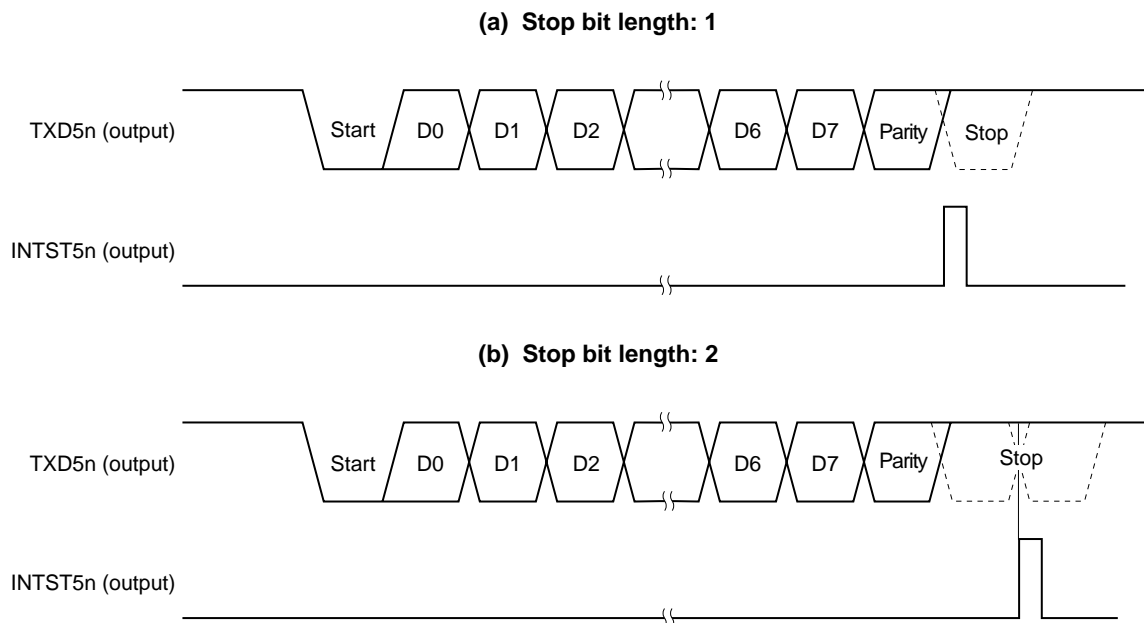 (a) Stop bit length: 1
TXD5n (output)
Start D0 D1 D2 D6 D7 Parity Stop
INTST5n (output)
(b) Stop bit length: 2
TXD5n (output)
Start D0 D1 D2 D6 D7 Parity Stop
INTST5n (output)